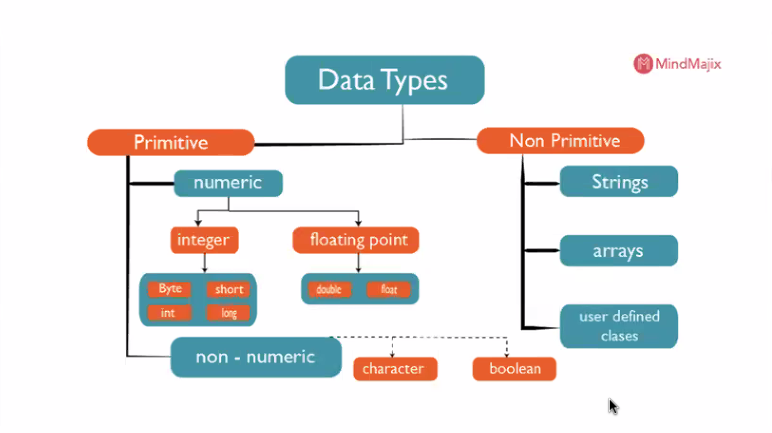 MindMajix
Data Types
Primitive
Non Primitive
numeric
Strings
integer
floating point
arrays
Byte
short
double
float
int
long
user defined
clases
non - numeric
character
boolean